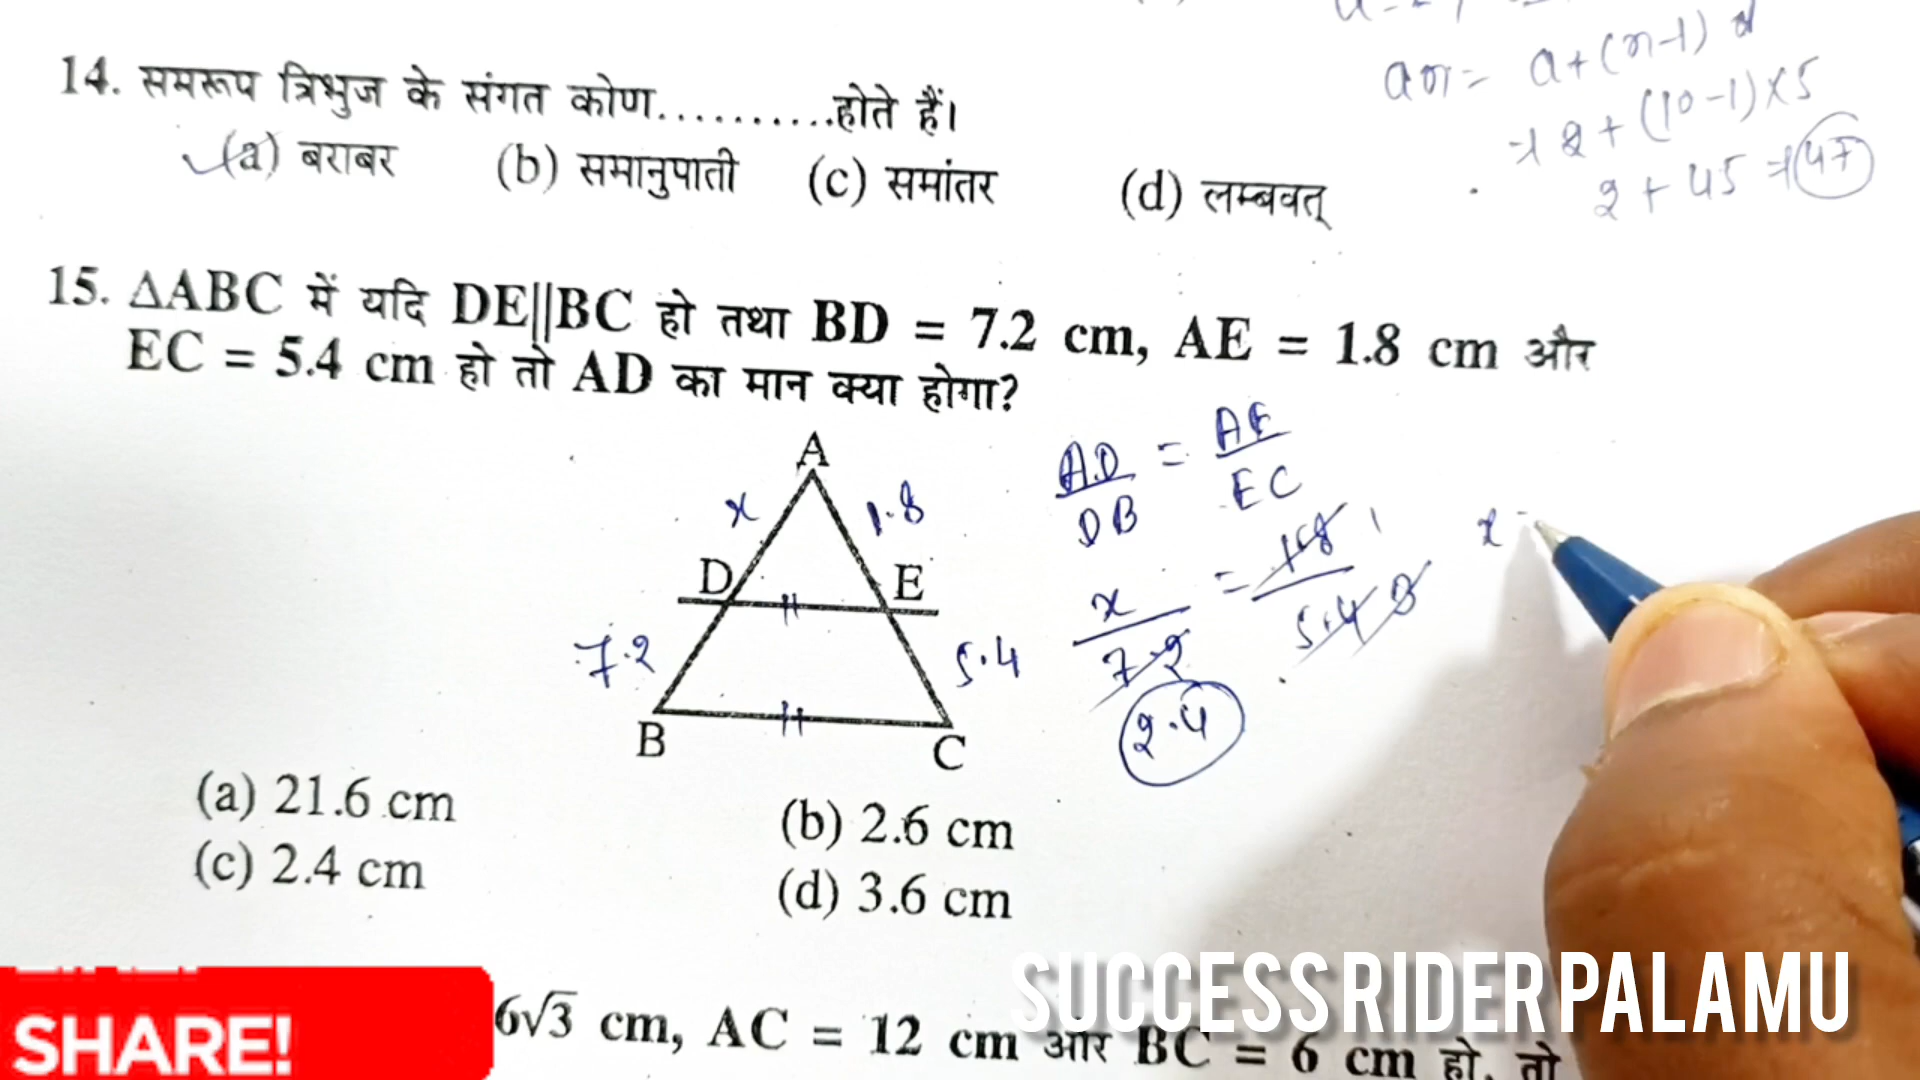 an = a + (n-1) d
14. समरूप त्रिभुज के संगत कोण..........होते हैं।
2 + (10-1)×5
(a) बराबर (b) समानुपाती (c) समांतर (d) लम्बवत्
2 + 45 = 47
15. ΔABC में यदि DE||BC हो तथा BD = 7.2 cm, AE = 1.8 cm और
EC = 5.4 cm हो तो AD का मान क्या होगा?
A
x 1.8
D E
7.2 5.4
B C
AD/DB = AE/EC
x/7.2 = 1.8/5.4 1 3
2.4
x =
(a) 21.6 cm (b) 2.6 cm
(c) 2.4 cm (d) 3.6 cm
SUCCESS RIDER PALAMU
SHARE!
6√3 cm, AC = 12 cm और BC = 6 cm हो, तो